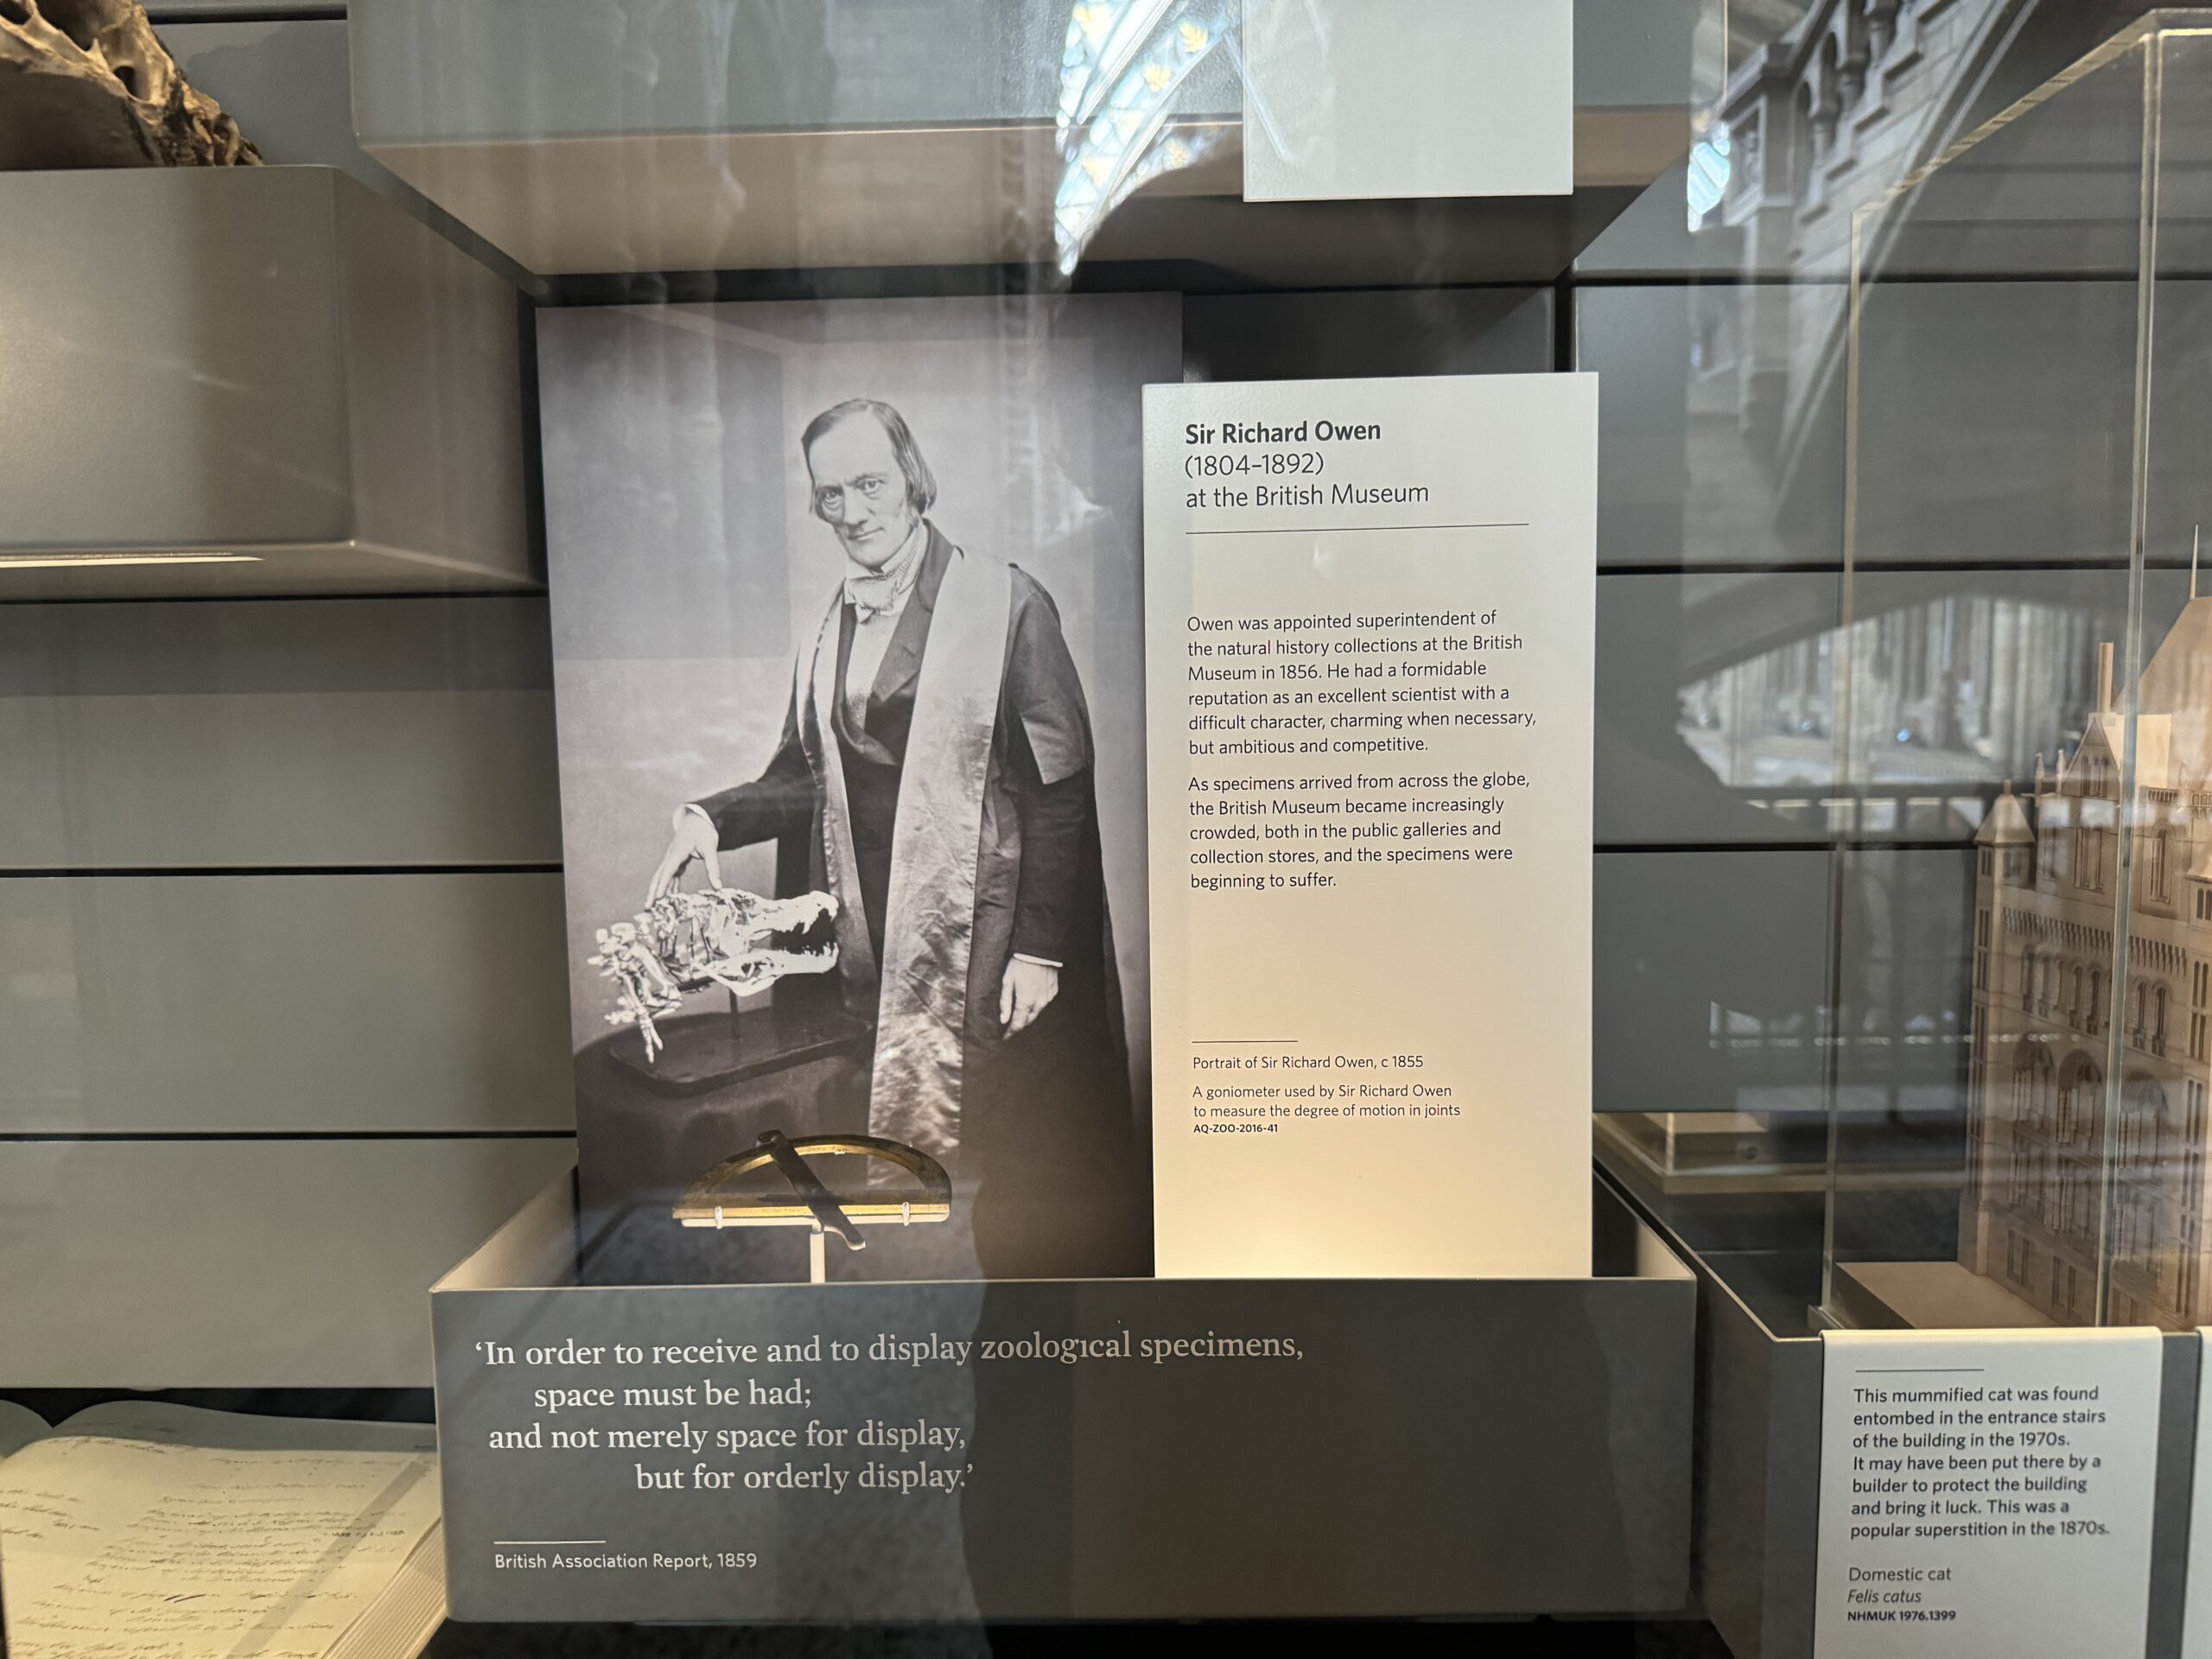 Sir Richard Owen
(1804–1892)
at the British Museum
Owen was appointed superintendent of
the natural history collections at the British
Museum in 1856. He had a formidable
reputation as an excellent scientist with a
difficult character, charming when necessary,
but ambitious and competitive.
As specimens arrived from across the globe,
the British Museum became increasingly
crowded, both in the public galleries and
collection stores, and the specimens were
beginning to suffer.
Portrait of Sir Richard Owen, c 1855
A goniometer used by Sir Richard Owen
to measure the degree of motion in joints
AQ-ZOO-2016-41
‘In order to receive and to display zoological specimens,
space must be had;
and not merely space for display,
but for orderly display.’
British Association Report, 1859
This mummified cat was found
entombed in the entrance stairs
of the building in the 1970s.
It may have been put there by a
builder to protect the building
and bring it luck. This was a
popular superstition in the 1870s.
Domestic cat
Felis catus
NHMUK 1976.1399